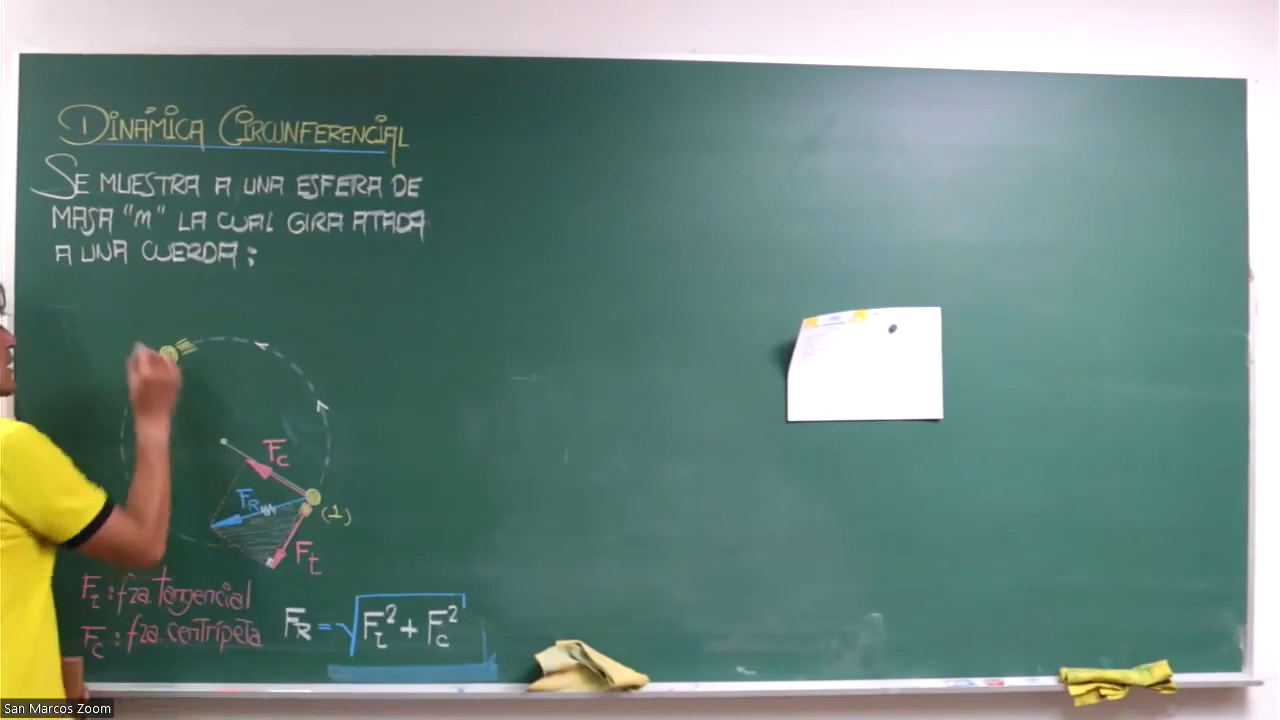 DINÁMICA CIRCUNFERENCIAL
SE MUESTRA A UNA ESFERA DE
MASA "m" LA CUAL GIRA ATADA
A UNA CUERDA:
Fc
FR
(1)
Ft
Ft : fza. tangencial
Fc : fza. centrípeta
FR = √(Ft² + Fc²)
San Marcos Zoom